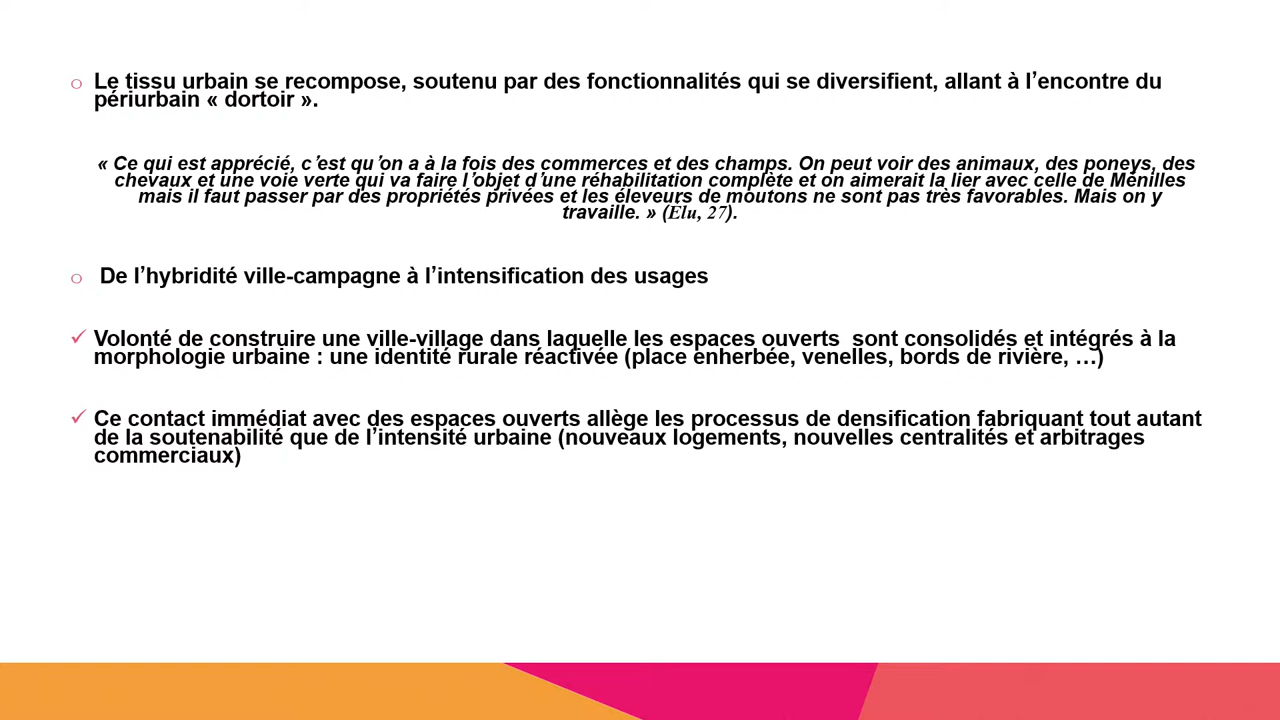 o Le tissu urbain se recompose, soutenu par des fonctionnalités qui se diversifient, allant à l’encontre du
périurbain « dortoir ».
« Ce qui est apprécié, c’est qu’on a à la fois des commerces et des champs. On peut voir des animaux, des poneys, des
chevaux et une voie verte qui va faire l’objet d’une réhabilitation complète et on aimerait la lier avec celle de Ménilles
mais il faut passer par des propriétés privées et les éleveurs de moutons ne sont pas très favorables. Mais on y
travaille. » (Élu, 27).
o De l’hybridité ville-campagne à l’intensification des usages
✓ Volonté de construire une ville-village dans laquelle les espaces ouverts  sont consolidés et intégrés à la
morphologie urbaine : une identité rurale réactivée (place enherbée, venelles, bords de rivière, …)
✓ Ce contact immédiat avec des espaces ouverts allège les processus de densification fabriquant tout autant
de la soutenabilité que de l’intensité urbaine (nouveaux logements, nouvelles centralités et arbitrages
commerciaux)